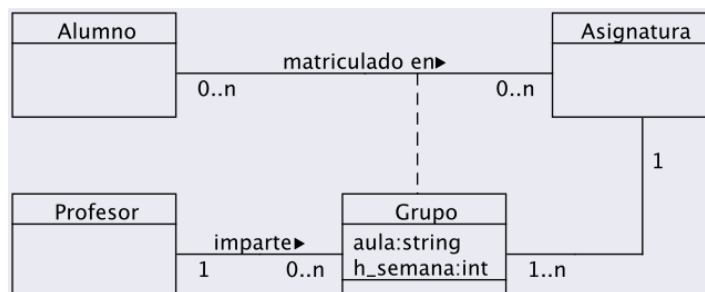 Alumno
Asignatura
matriculado en▶
0..n
0..n
1
Profesor
Grupo
imparte▶
aula:string
h_semana:int
1
0..n
1..n